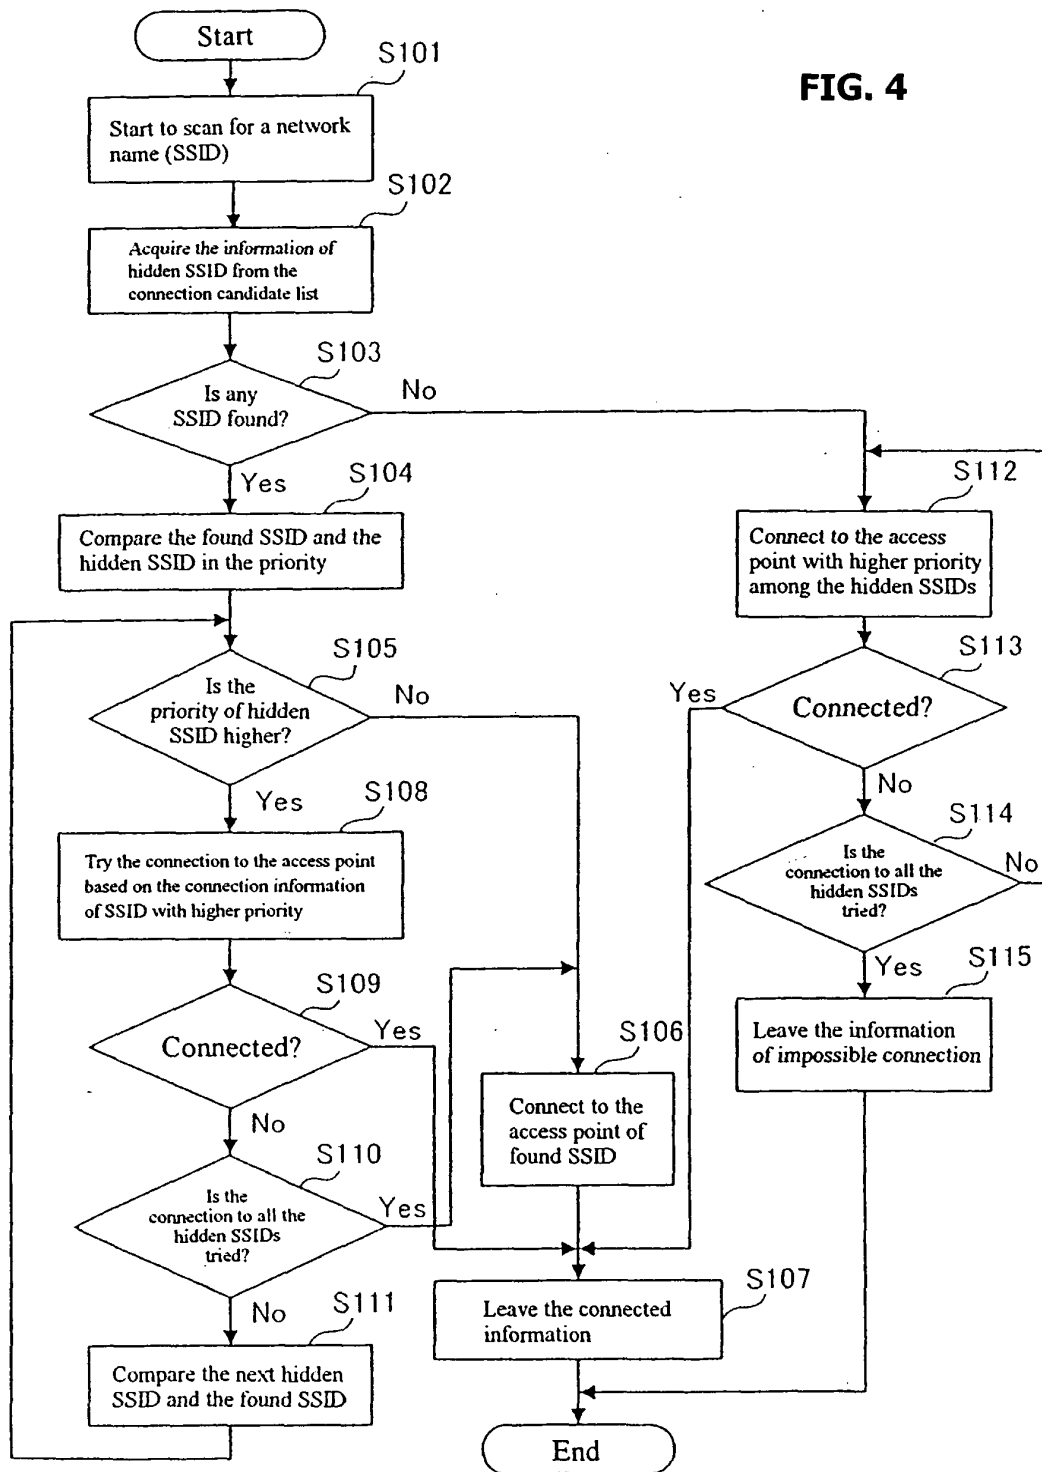 Start
FIG. 4
S101
Start to scan for a network
name (SSID)
S102
Acquire the information of
hidden SSID from the
connection candidate list
S103
Is any
SSID found?
No
Yes
S104
Compare the found SSID and the
hidden SSID in the priority
S105
Is the
priority of hidden
SSID higher?
No
Yes
S108
Try the connection to the access point
based on the connection information
of SSID with higher priority
S109
Connected?
Yes
No
S110
Is the
connection to all the
hidden SSIDs
tried?
Yes
No
S111
Compare the next hidden
SSID and the found SSID
S106
Connect to the
access point of
found SSID
S107
Leave the connected
information
End
S112
Connect to the access
point with higher priority
among the hidden SSIDs
S113
Connected?
Yes
No
S114
Is the
connection to all the
hidden SSIDs
tried?
No
Yes
S115
Leave the information
of impossible connection